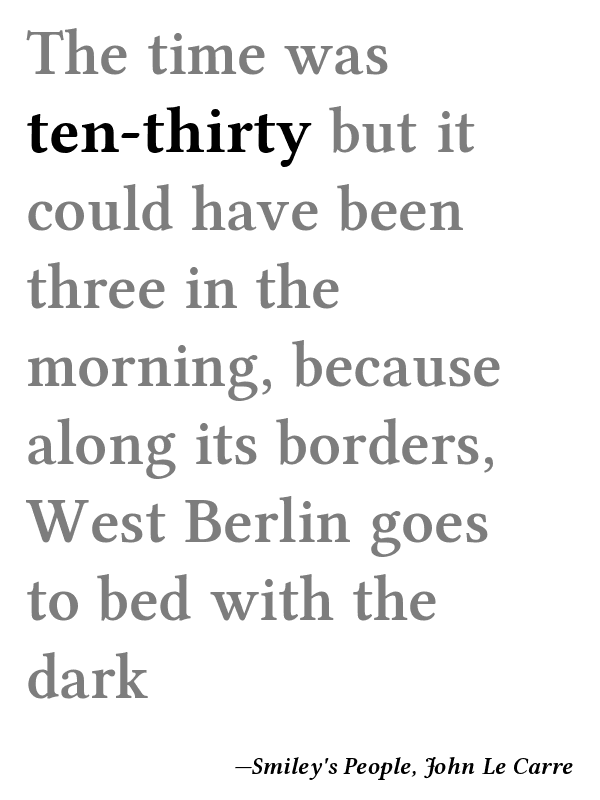 The time was
ten-thirty but it
could have been
three in the
morning, because
along its borders,
West Berlin goes
to bed with the
dark
—Smiley's People, John Le Carre